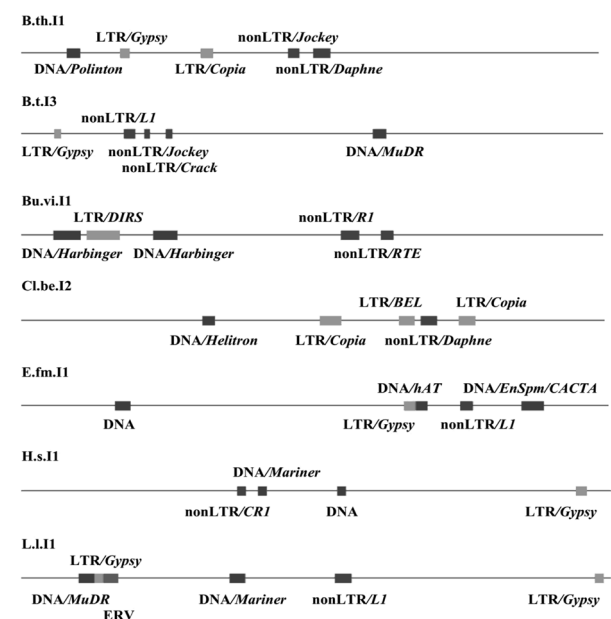 B.th.I1
LTR/Gypsy nonLTR/Jockey
DNA/Polinton LTR/Copia nonLTR/Daphne
B.t.I3
nonLTR/L1
LTR/Gypsy nonLTR/Jockey DNA/MuDR
nonLTR/Crack
Bu.vi.I1
LTR/DIRS nonLTR/R1
DNA/Harbinger DNA/Harbinger nonLTR/RTE
Cl.be.I2
LTR/BEL LTR/Copia
DNA/Helitron LTR/Copia nonLTR/Daphne
E.fm.I1
DNA/hAT DNA/EnSpm/CACTA
DNA LTR/Gypsy nonLTR/L1
H.s.I1
DNA/Mariner
nonLTR/CR1 DNA LTR/Gypsy
L.l.I1
LTR/Gypsy
DNA/MuDR DNA/Mariner nonLTR/L1 LTR/Gypsy
ERV